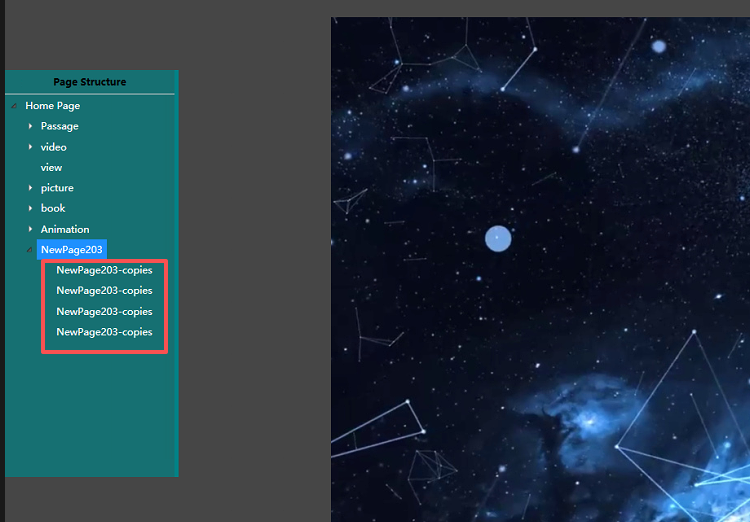 Page Structure
Home Page
Passage
video
view
picture
book
Animation
NewPage203
NewPage203-copies
NewPage203-copies
NewPage203-copies
NewPage203-copies